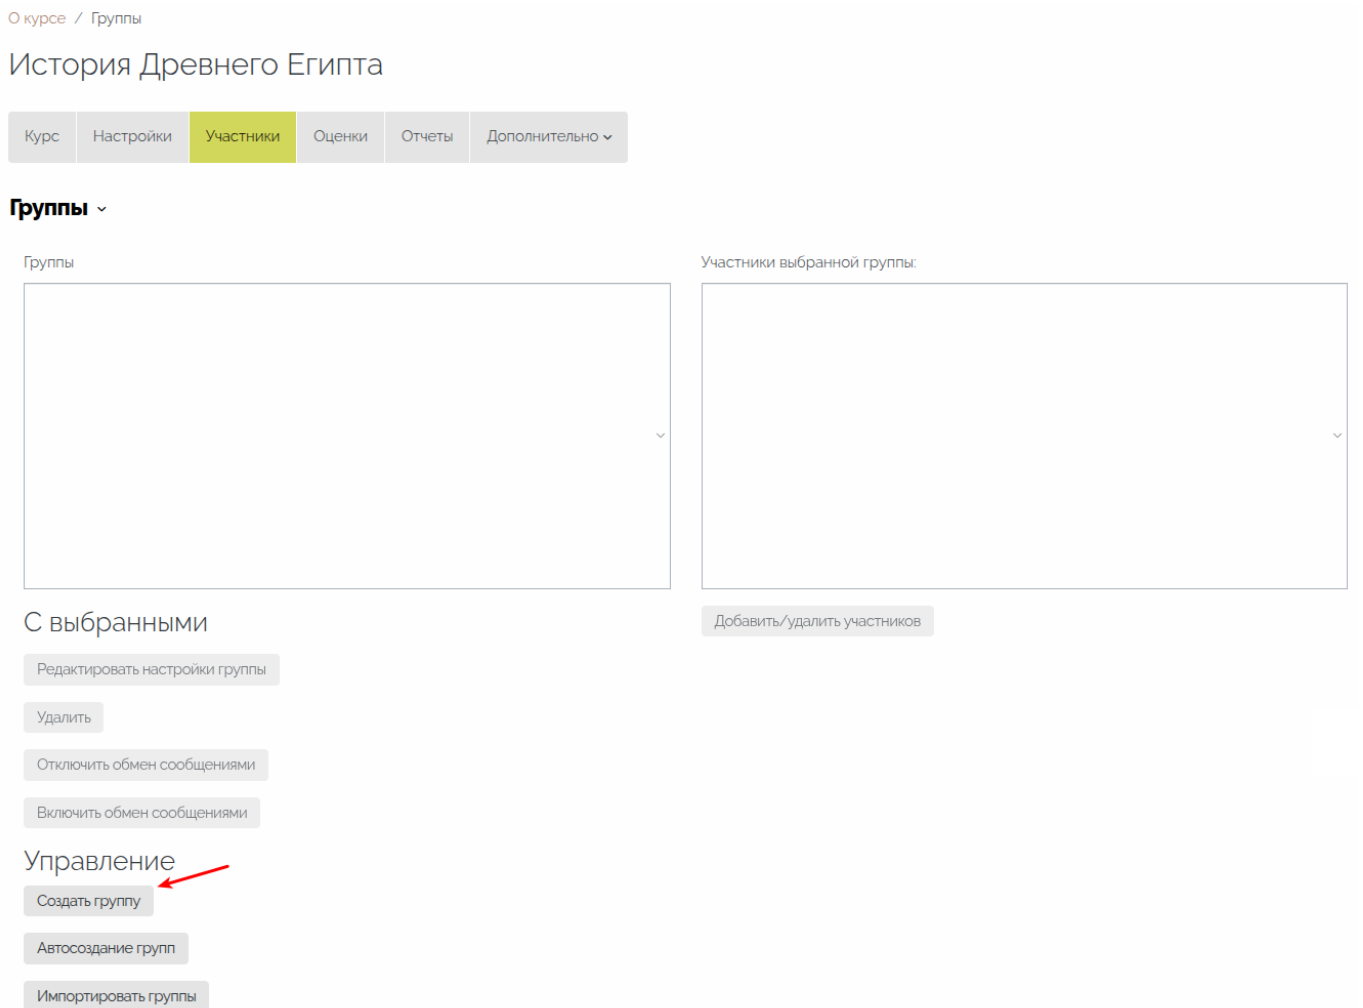 О курсе / Группы
История Древнего Египта
Курс Настройки Участники Оценки Отчеты Дополнительно
Группы
Группы
Участники выбранной группы:
С выбранными
Добавить/удалить участников
Редактировать настройки группы
Удалить
Отключить обмен сообщениями
Включить обмен сообщениями
Управление
Создать группу
Автосоздание групп
Импортировать группы